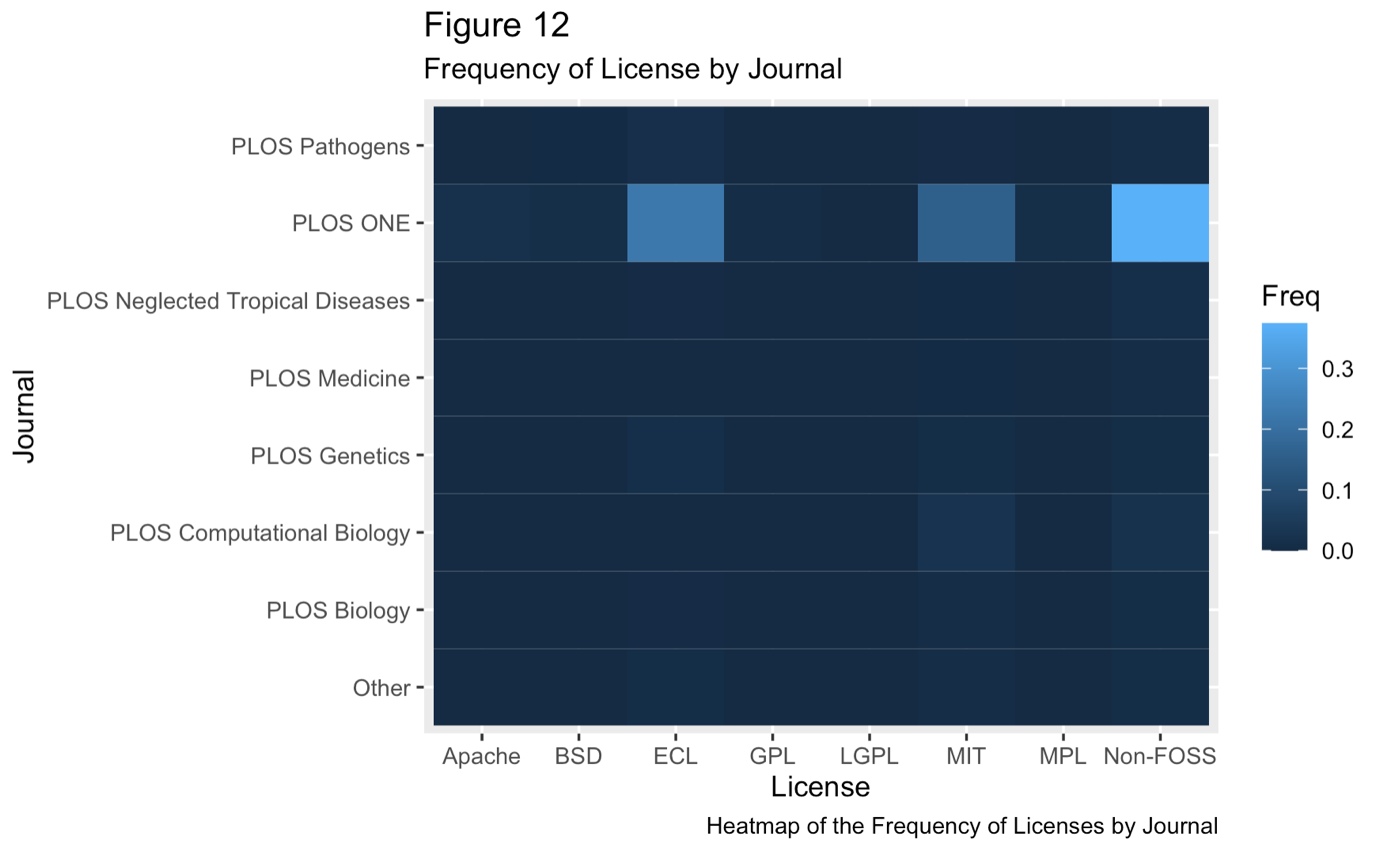 Figure 12
Frequency of License by Journal
Journal
PLOS Pathogens
PLOS ONE
PLOS Neglected Tropical Diseases
PLOS Medicine
PLOS Genetics
PLOS Computational Biology
PLOS Biology
Other
Apache BSD ECL GPL LGPL MIT MPL Non-FOSS
License
Freq
0.3
0.2
0.1
0.0
Heatmap of the Frequency of Licenses by Journal